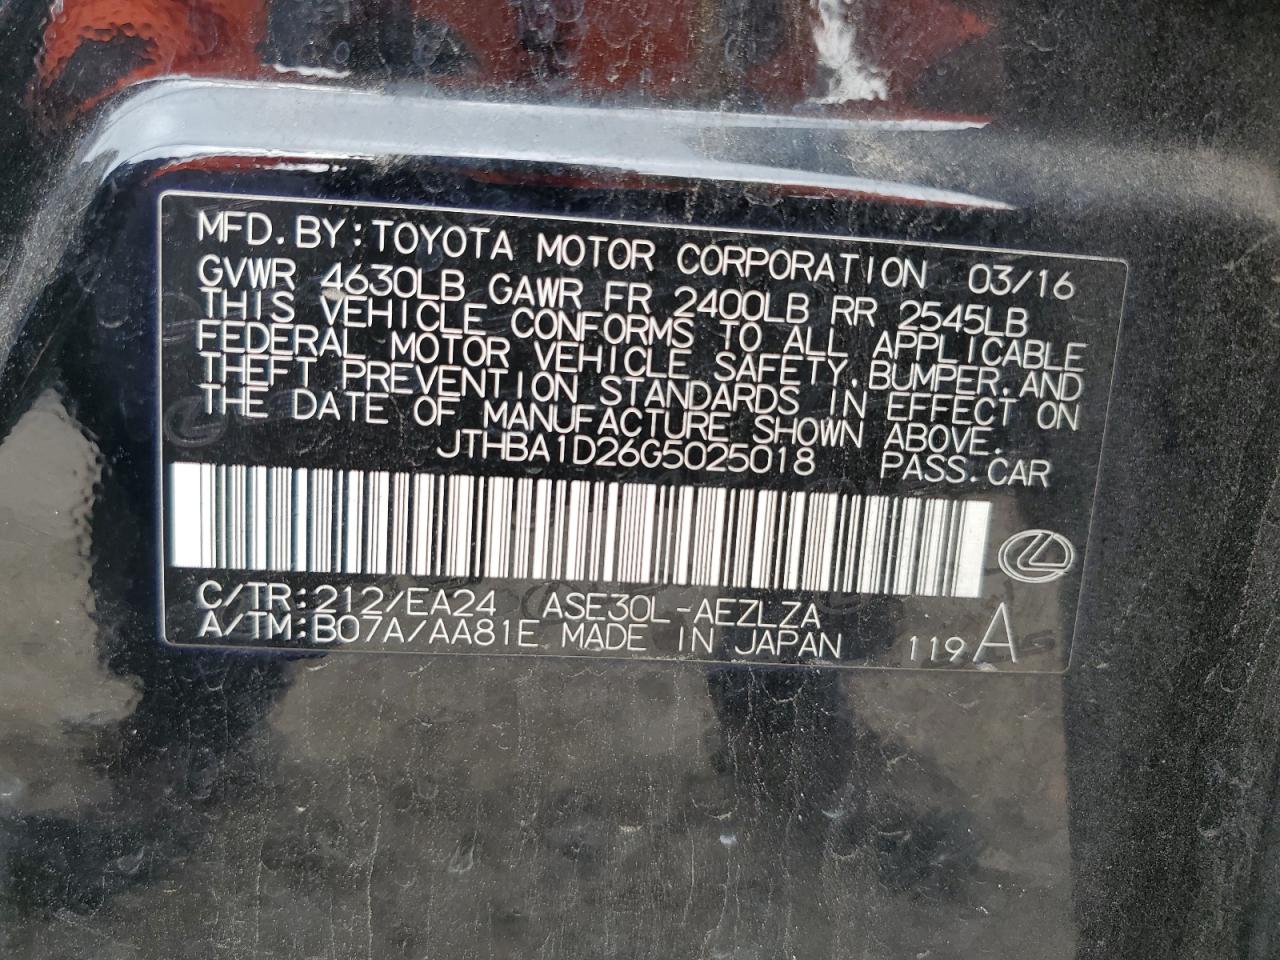 MFD. BY: TOYOTA MOTOR CORPORATION 03/16
GVWR 4630LB GAWR FR 2400LB RR 2545LB
THIS VEHICLE CONFORMS TO ALL APPLICABLE
FEDERAL MOTOR VEHICLE SAFETY, BUMPER, AND
THEFT PREVENTION STANDARDS IN EFFECT ON
THE DATE OF MANUFACTURE SHOWN ABOVE.
JTHBA1D26G5025018 PASS. CAR
C/TR:212/EA24 ASE30L-AEZLZA
A/TM:B07A/AA81E MADE IN JAPAN 119 A